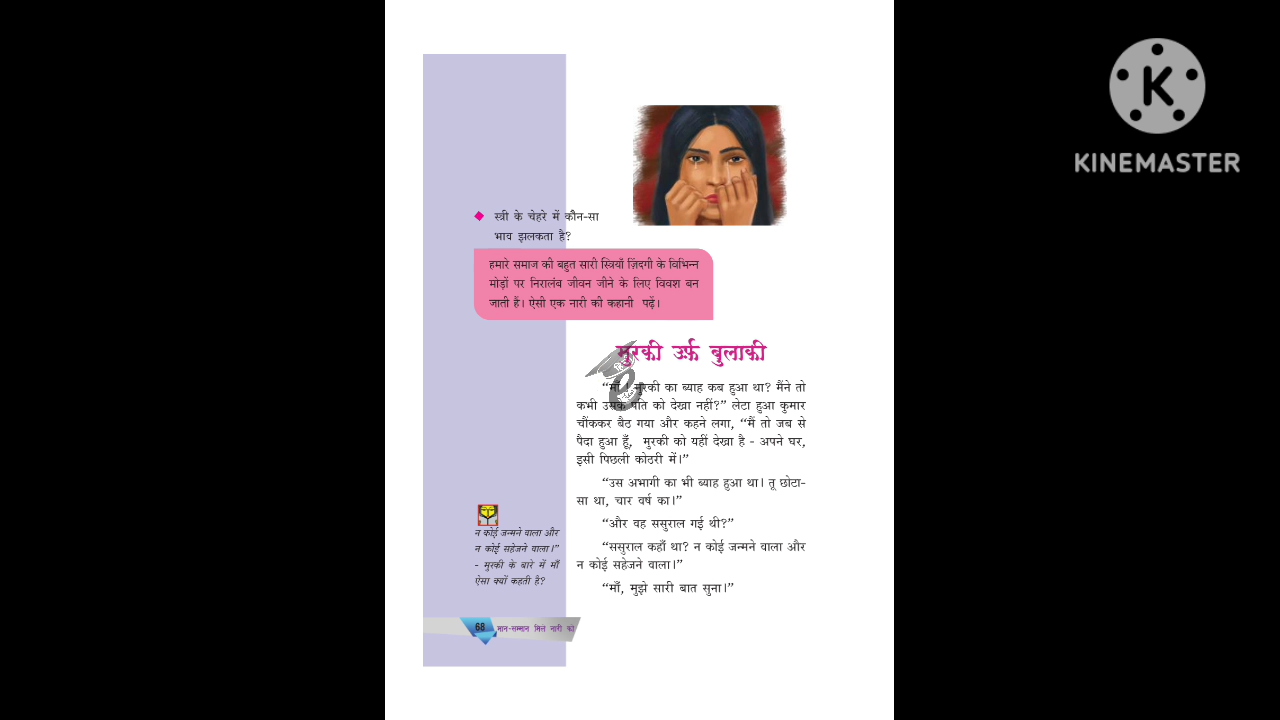 KINEMASTER
स्त्री के चेहरे में कौन-सा
भाव झलकता है?
हमारे समाज की बहुत सारी स्त्रियाँ ज़िंदगी के विभिन्न
मोड़ों पर निरालंब जीवन जीने के लिए विवश बन
जाती हैं। ऐसी एक नारी की कहानी पढ़ें।
मुरकी उर्फ़ बुलाकी
“माँ ! मुरकी का ब्याह कब हुआ था? मैंने तो
कभी उसके पति को देखा नहीं?” लेटा हुआ कुमार
चौंककर बैठ गया और कहने लगा, “मैं तो जब से
पैदा हुआ हूँ, मुरकी को यहीं देखा है - अपने घर,
इसी पिछली कोठरी में।”
“उस अभागी का भी ब्याह हुआ था। तू छोटा-
सा था, चार वर्ष का।”
“और वह ससुराल गई थी?”
“ससुराल कहाँ था? न कोई जन्मने वाला और
न कोई सहेजने वाला।”
“माँ, मुझे सारी बात सुना।”
न कोई जन्मने वाला और
न कोई सहेजने वाला।”
- मुरकी के बारे में माँ
ऐसा क्यों कहती है?
68 मान-सम्मान मिले नारी को